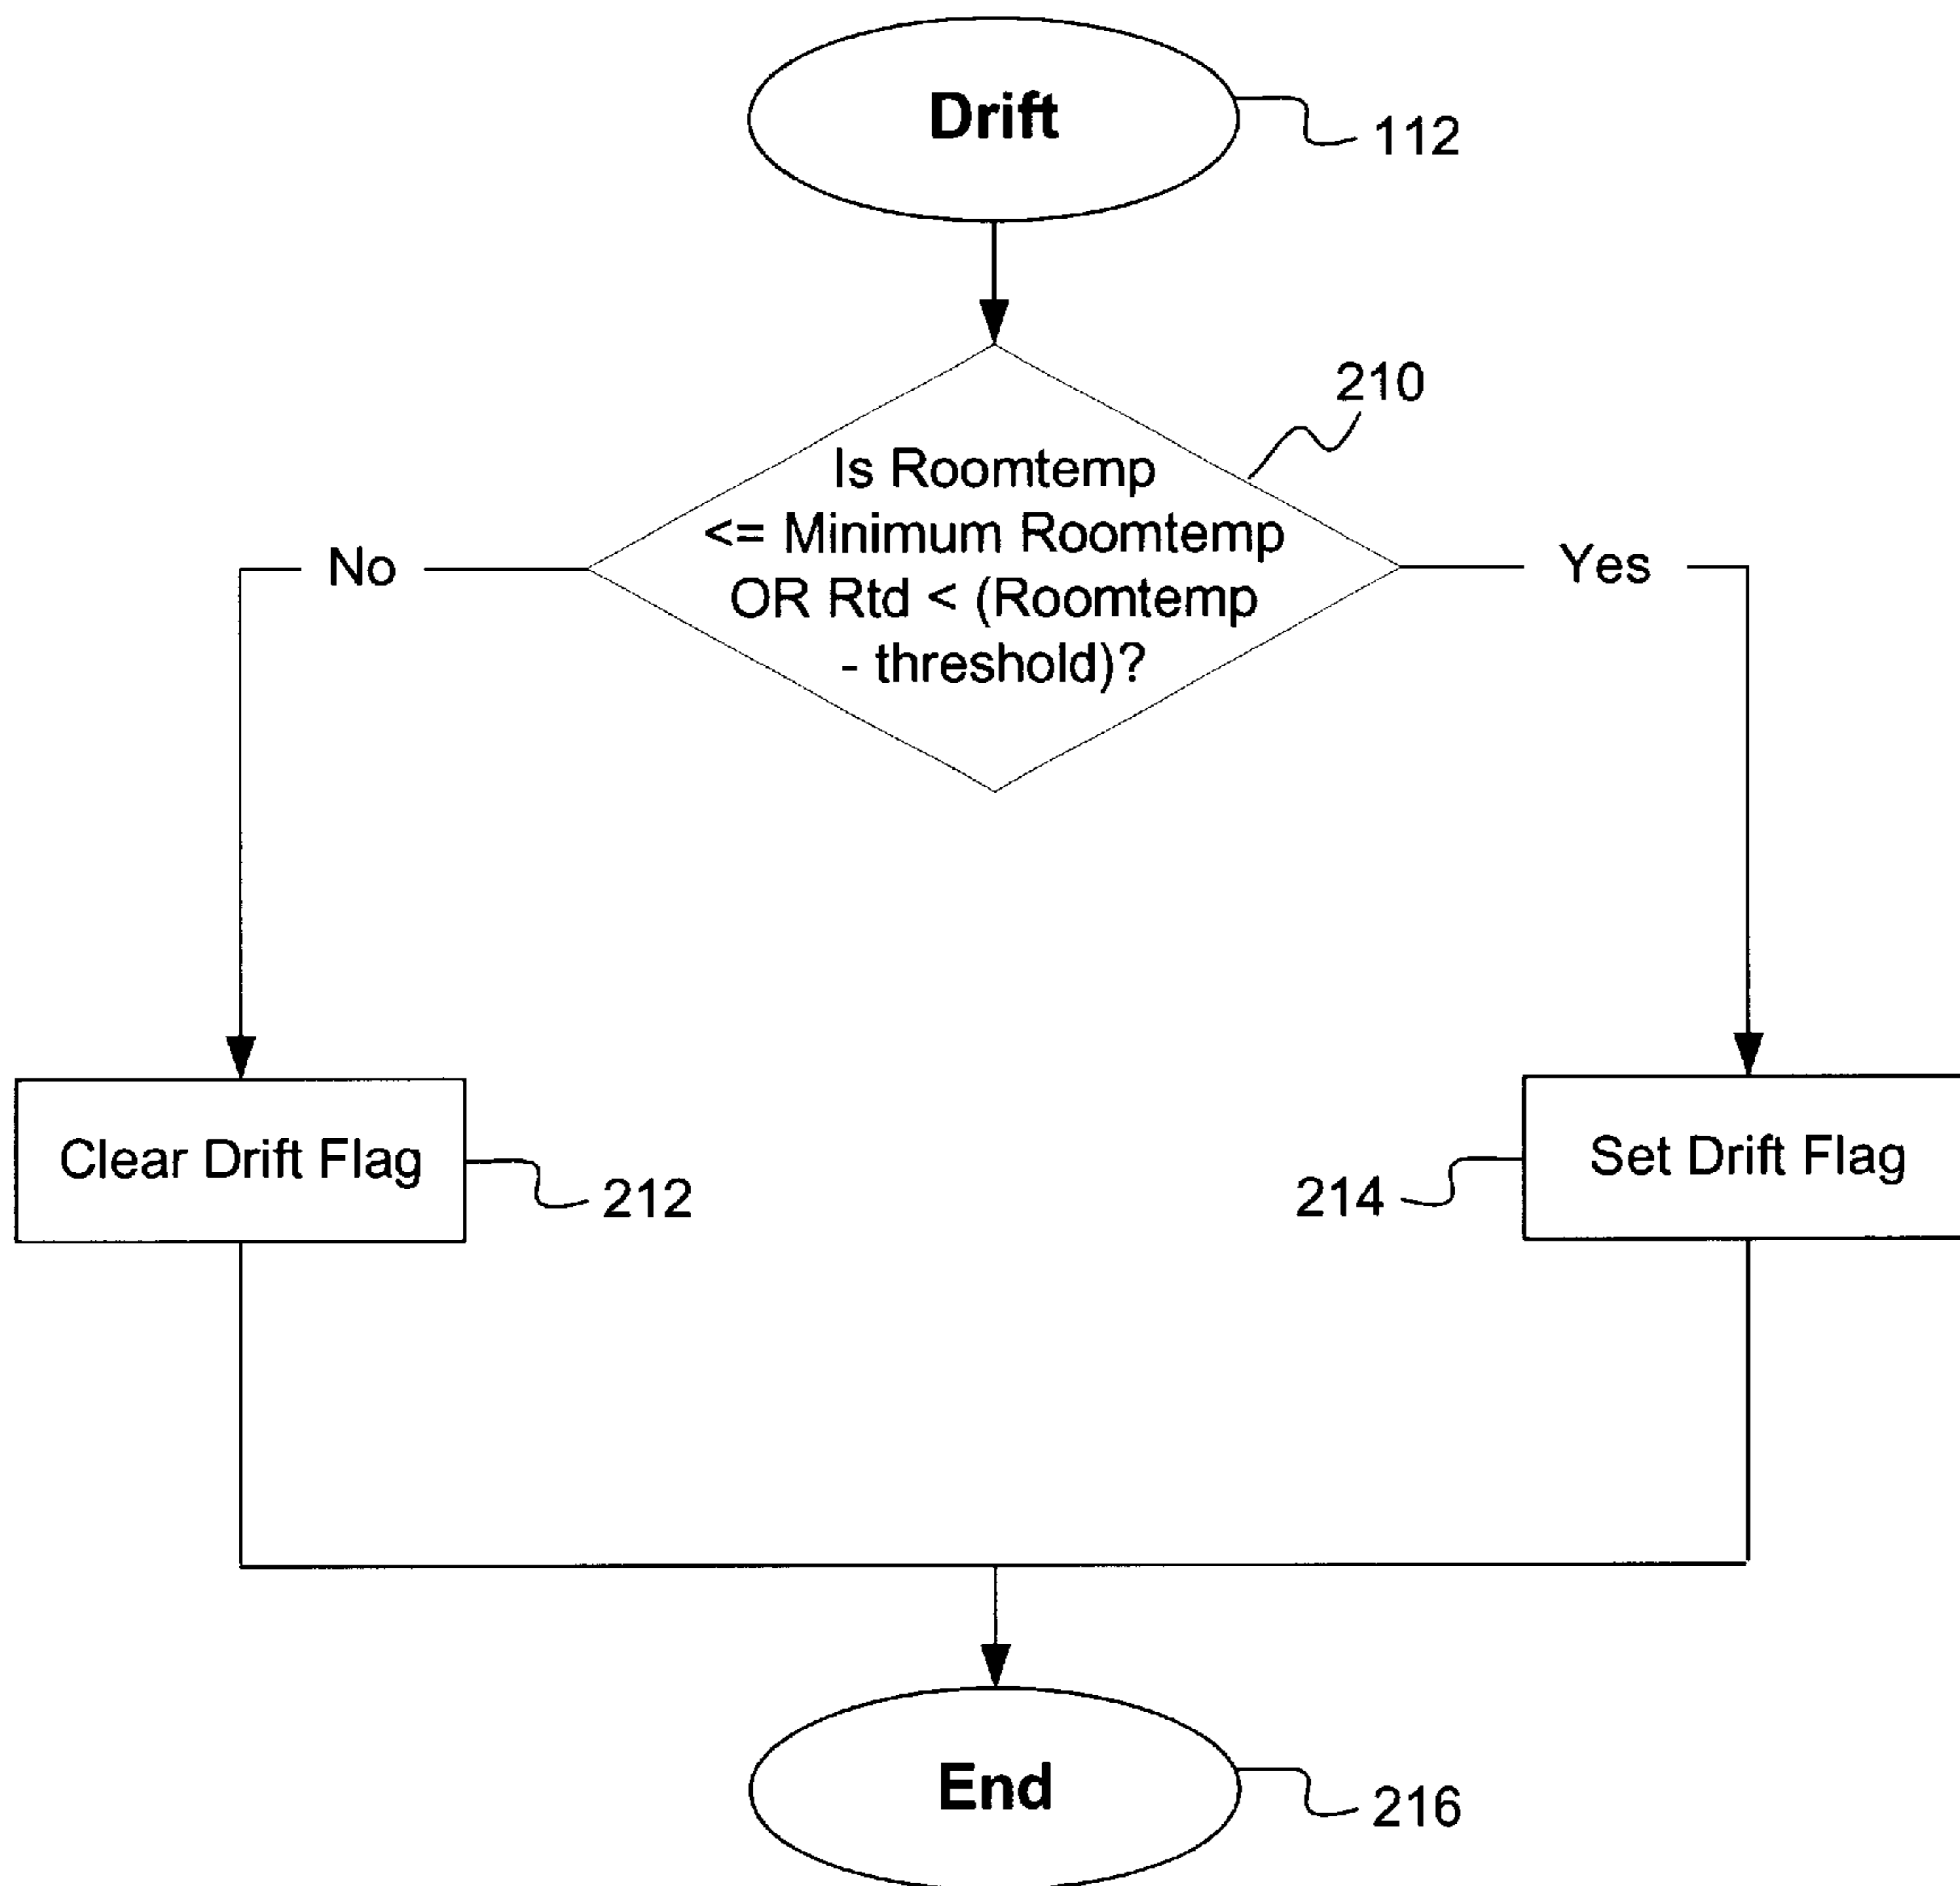 Drift
112
210
Is Roomtemp
<= Minimum Roomtemp
OR Rtd < (Roomtemp
- threshold)?
No
Yes
Clear Drift Flag
212
214
Set Drift Flag
End
216